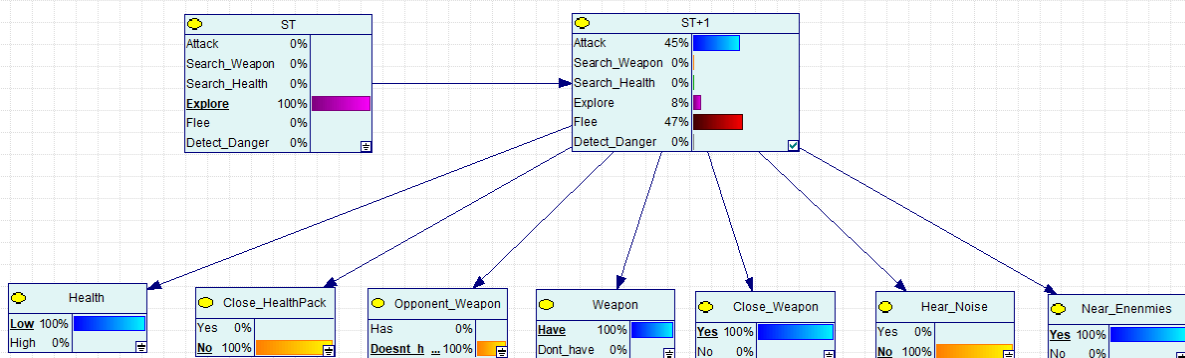 ST
Attack 0%
Search_Weapon 0%
Search_Health 0%
Explore 100%
Flee 0%
Detect_Danger 0%
ST+1
Attack 45%
Search_Weapon 0%
Search_Health 0%
Explore 8%
Flee 47%
Detect_Danger 0%
Health
Low 100%
High 0%
Close_HealthPack
Yes 0%
No 100%
Opponent_Weapon
Has 0%
Doesnt_h ... 100%
Weapon
Have 100%
Dont_have 0%
Close_Weapon
Yes 100%
No 0%
Hear_Noise
Yes 0%
No 100%
Near_Enenmies
Yes 100%
No 0%